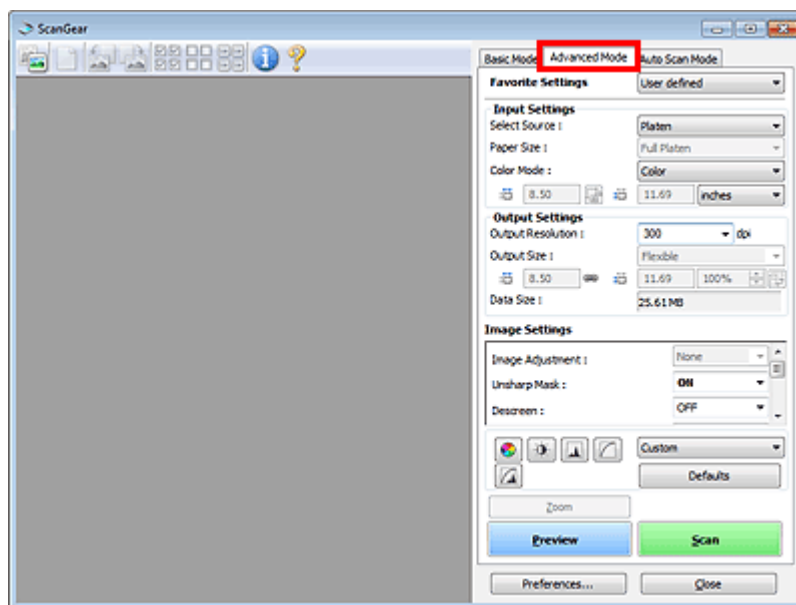 ScanGear
Basic Mode Advanced Mode Auto Scan Mode
Favorite Settings User defined
Input Settings
Select Source : Platen
Paper Size : Full Platen
Color Mode : Color
8.50 11.69 inches
Output Settings
Output Resolution : 300 dpi
Output Size : Flexible
8.50 11.69 100%
Data Size : 25.61MB
Image Settings
Image Adjustment : None
Unsharp Mask : ON
Descreen : OFF
Custom
Defaults
Zoom
Preview Scan
Preferences... Close